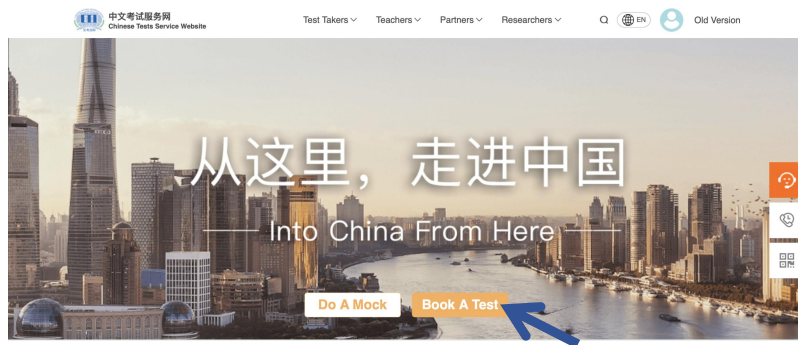 中文考试服务网
Chinese Tests Service Website
Test Takers
Teachers
Partners
Researchers
EN
Old Version
从这里，走进中国
Into China From Here
Do A Mock
Book A Test